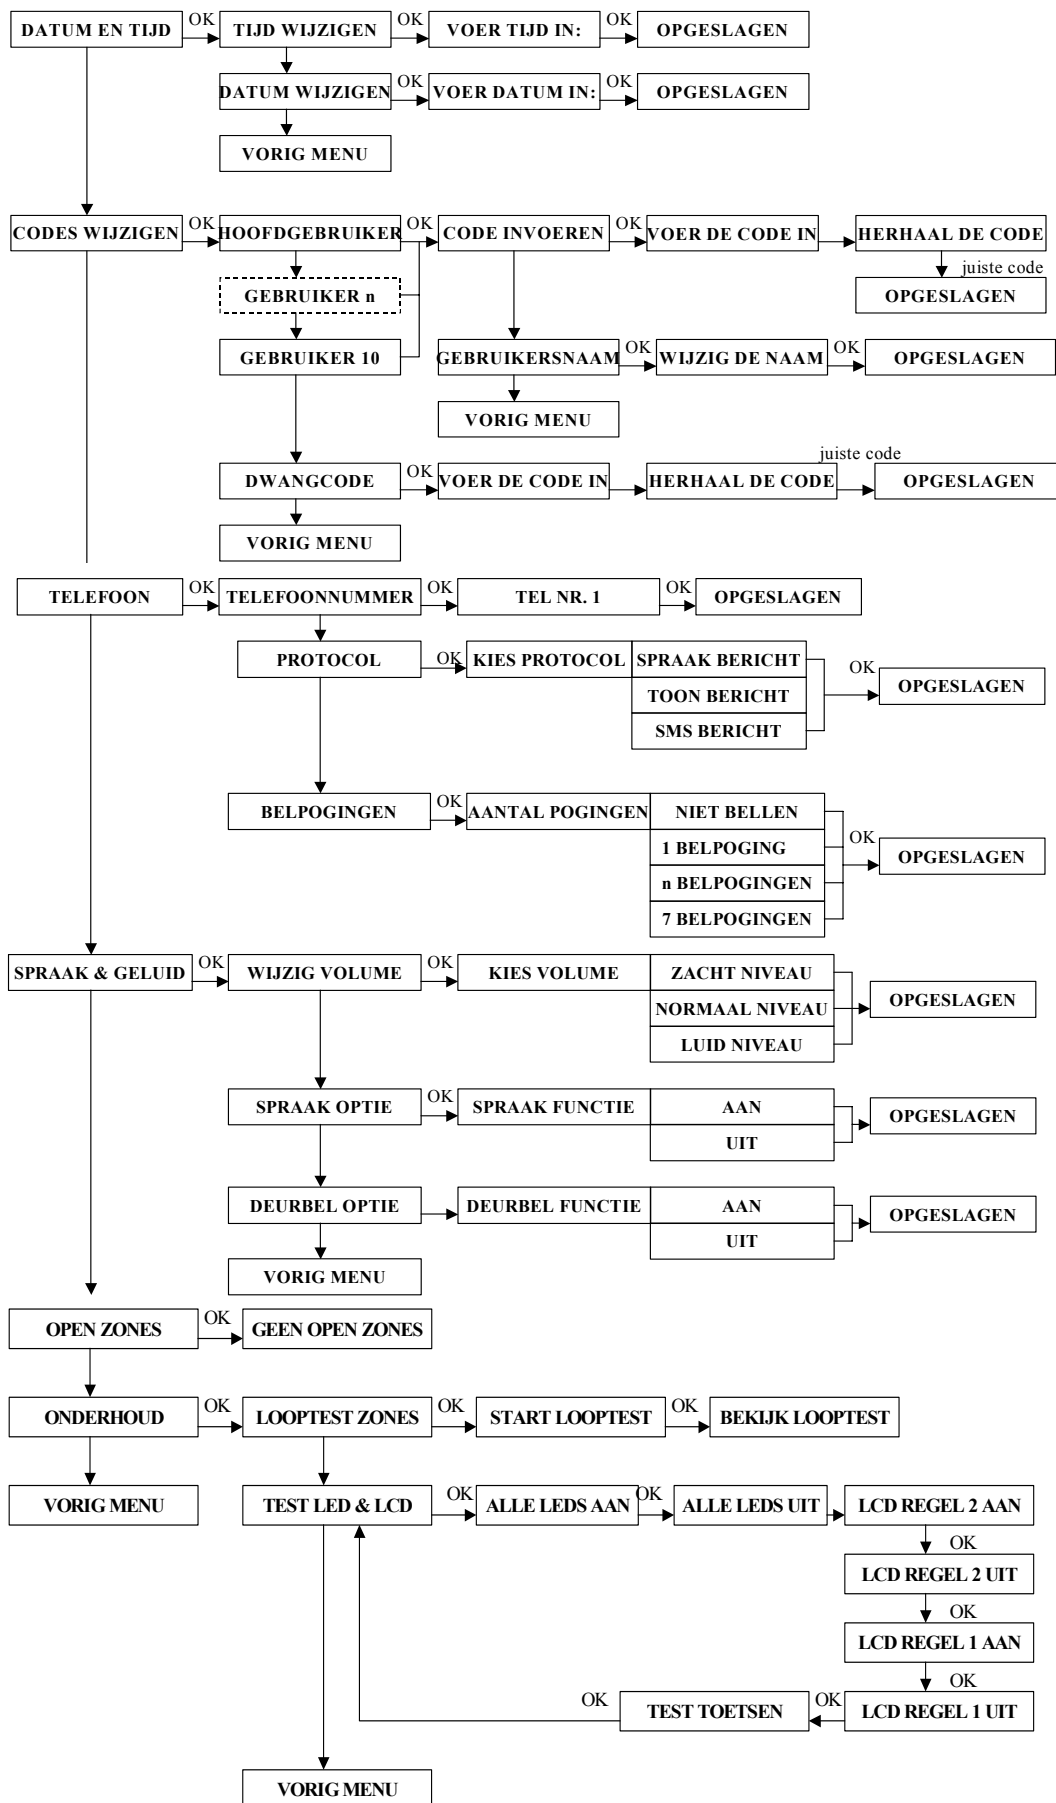 DATUM EN TIJD OK TIJD WIJZIGEN OK VOER TIJD IN: OK OPGESLAGEN
DATUM WIJZIGEN OK VOER DATUM IN: OK OPGESLAGEN
VORIG MENU
CODES WIJZIGEN OK HOOFDGEBRUIKER OK CODE INVOEREN OK VOER DE CODE IN HERHAAL DE CODE
juiste code
GEBRUIKER n OPGESLAGEN
GEBRUIKER 10 GEBRUIKERSNAAM OK WIJZIG DE NAAM OK OPGESLAGEN
VORIG MENU
juiste code
DWANGCODE OK VOER DE CODE IN HERHAAL DE CODE OPGESLAGEN
VORIG MENU
TELEFOON OK TELEFOONNUMMER OK TEL NR. 1 OK OPGESLAGEN
PROTOCOL OK KIES PROTOCOL SPRAAK BERICHT OK OPGESLAGEN
TOON BERICHT
SMS BERICHT
BELPOGINGEN OK AANTAL POGINGEN NIET BELLEN OK OPGESLAGEN
1 BELPOGING
n BELPOGINGEN
7 BELPOGINGEN
SPRAAK & GELUID OK WIJZIG VOLUME OK KIES VOLUME ZACHT NIVEAU OPGESLAGEN
NORMAAL NIVEAU
LUID NIVEAU
SPRAAK OPTIE OK SPRAAK FUNCTIE AAN OPGESLAGEN
UIT
DEURBEL OPTIE DEURBEL FUNCTIE AAN OPGESLAGEN
UIT
VORIG MENU
OPEN ZONES OK GEEN OPEN ZONES
ONDERHOUD OK LOOPTEST ZONES OK START LOOPTEST OK BEKIJK LOOPTEST
VORIG MENU TEST LED & LCD OK ALLE LEDS AAN OK ALLE LEDS UIT LCD REGEL 2 AAN
OK
LCD REGEL 2 UIT
OK
LCD REGEL 1 AAN
OK
OK TEST TOETSEN OK LCD REGEL 1 UIT
VORIG MENU